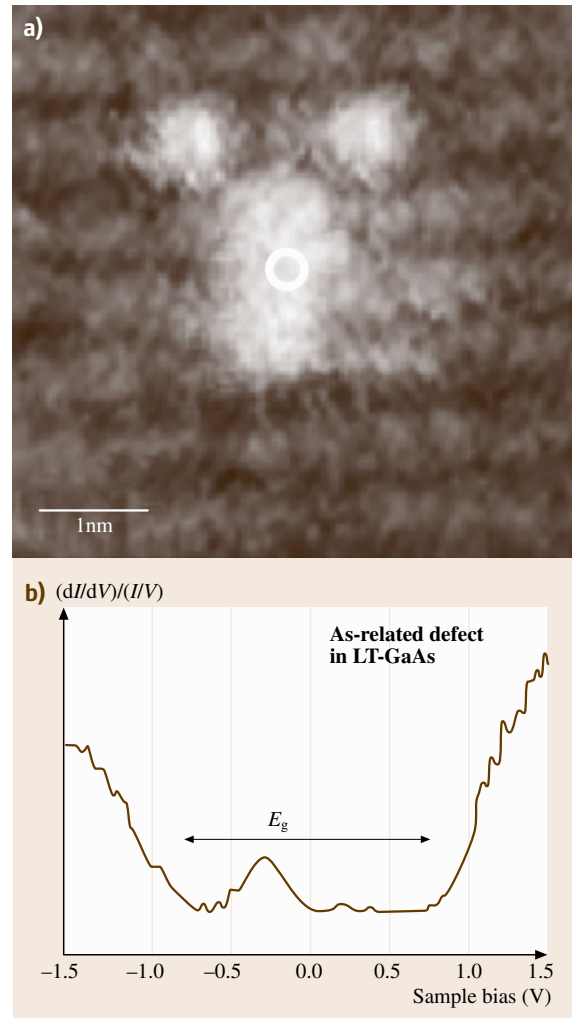 a)
1nm
b) (dI/dV)/(I/V)
As-related defect
in LT-GaAs
Eg
–1.5 –1.0 –0.5 0.0 0.5 1.0 1.5
Sample bias (V)